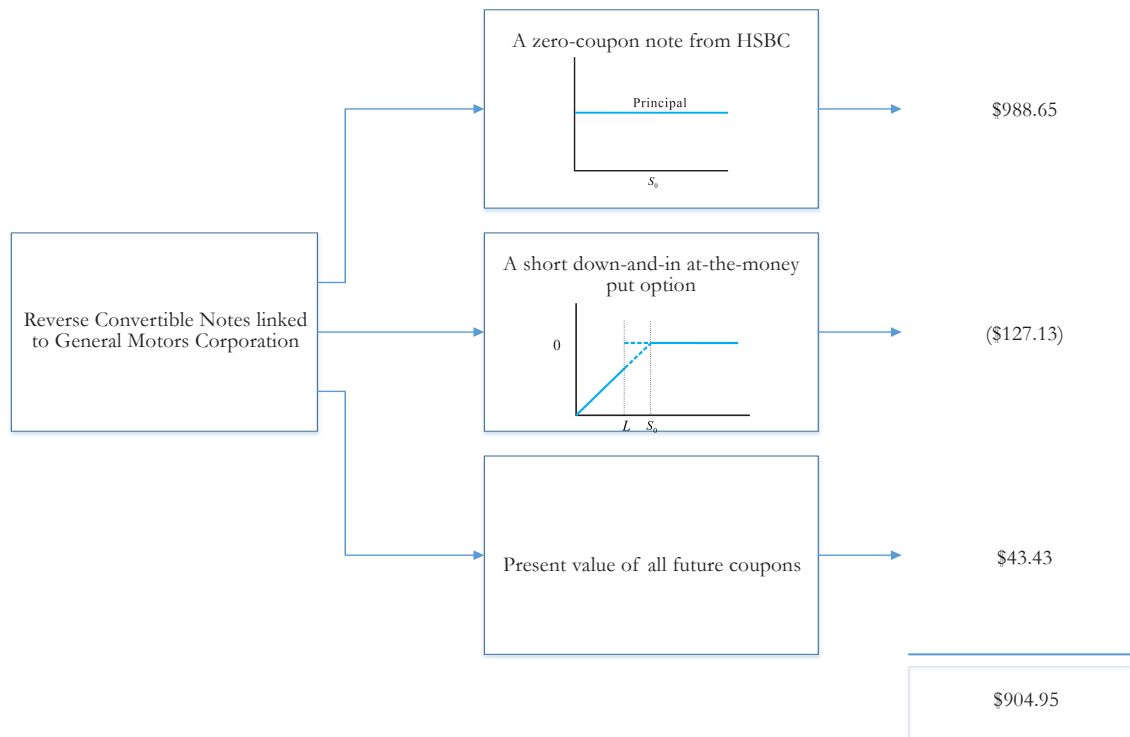 A zero-coupon note from HSBC
Principal
S0
$988.65
Reverse Convertible Notes linked
to General Motors Corporation
A short down-and-in at-the-money
put option
0
L S0
($127.13)
Present value of all future coupons
$43.43
$904.95